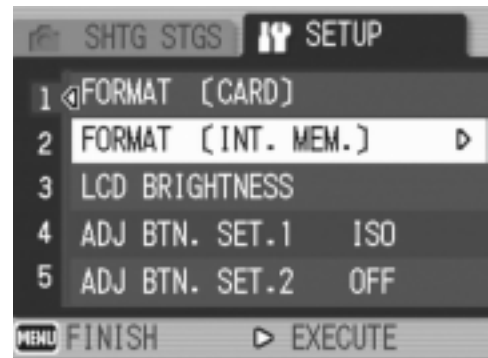 SHTG STGS SETUP
1 FORMAT [CARD]
2 FORMAT [INT. MEM.]
3 LCD BRIGHTNESS
4 ADJ BTN. SET.1 ISO
5 ADJ BTN. SET.2 OFF
MENU FINISH EXECUTE